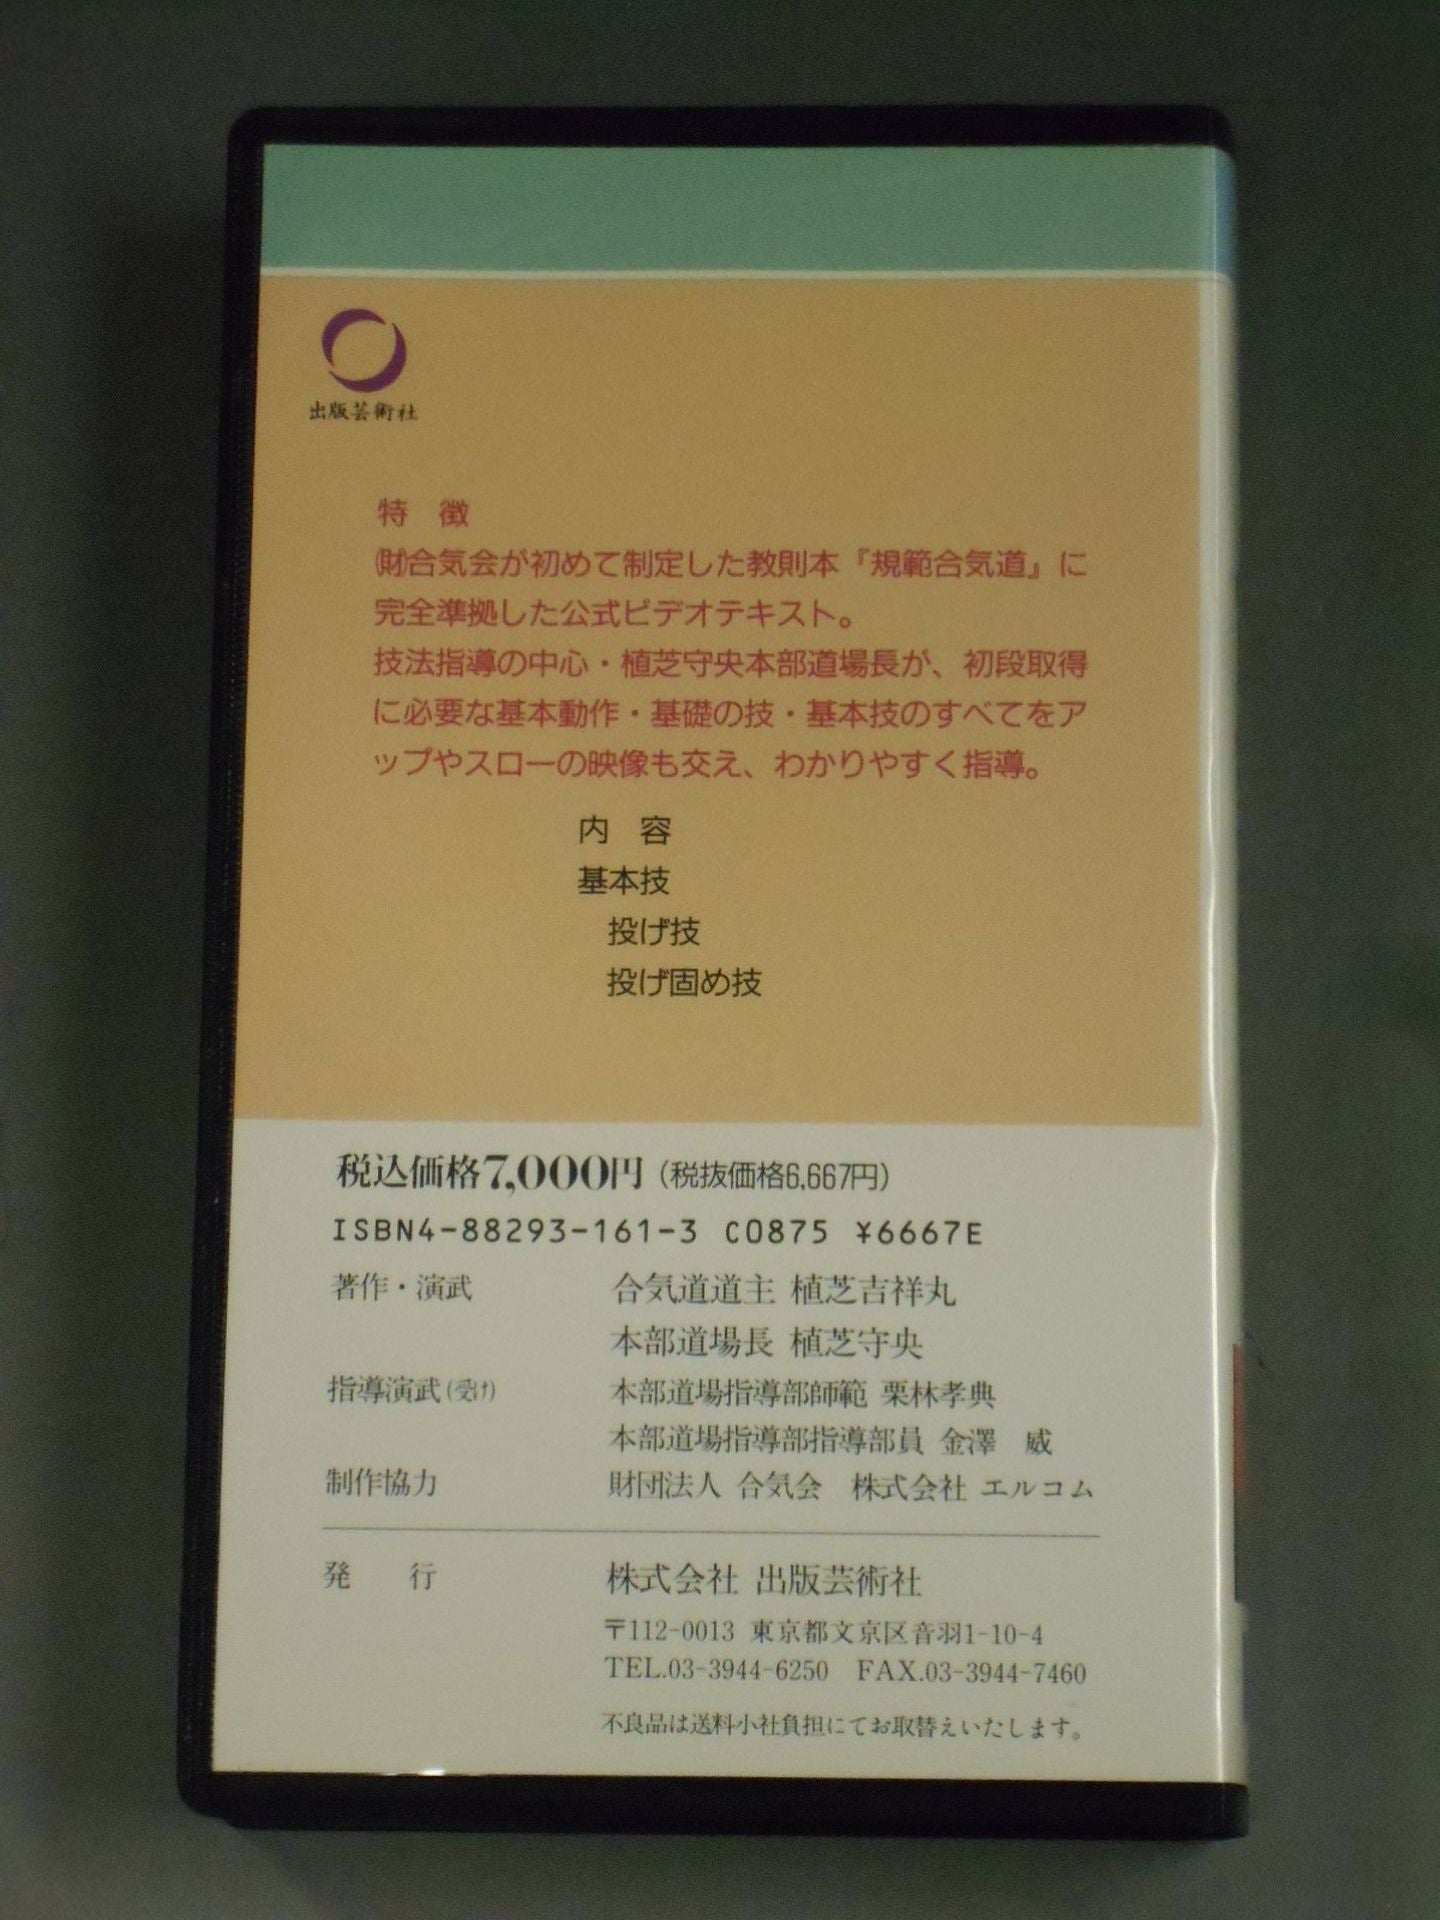 出版芸術社
特 徴
㈶合気会が初めて制定した教則本『規範合気道』に
完全準拠した公式ビデオテキスト。
技法指導の中心・植芝守央本部道場長が、初段取得
に必要な基本動作・基礎の技・基本技のすべてをア
ップやスローの映像も交え、わかりやすく指導。
内 容
基本技
投げ技
投げ固め技
税込価格7,000円（税抜価格6,667円）
ISBN4-88293-161-3 C0875 ¥6667E
著作・演武 合気道道主 植芝吉祥丸
本部道場長 植芝守央
指導演武（受け） 本部道場指導部師範 栗林孝典
本部道場指導部指導部員 金澤 威
制作協力 財団法人 合気会 株式会社 エルコム
発 行 株式会社 出版芸術社
〒112-0013 東京都文京区音羽1-10-4
TEL.03-3944-6250 FAX.03-3944-7460
不良品は送料小社負担にてお取替えいたします。